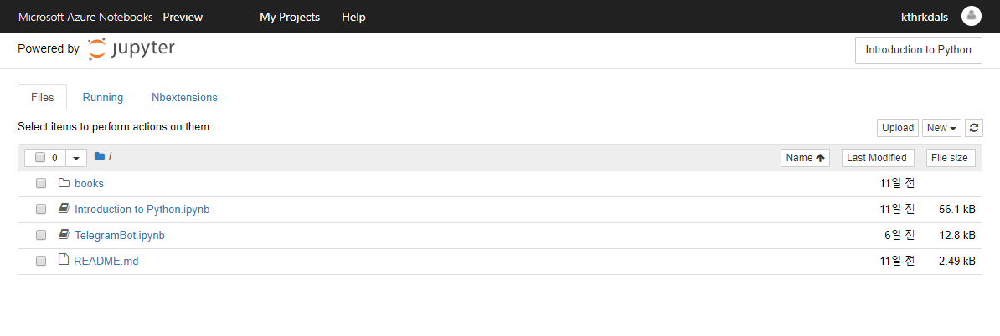 Microsoft Azure Notebooks Preview My Projects Help kthrkdals
Powered by jupyter Introduction to Python
Files Running Nbextensions
Select items to perform actions on them. Upload New
0 / Name Last Modified File size
books 11일 전
Introduction to Python.ipynb 11일 전 56.1 kB
TelegramBot.ipynb 6일 전 12.8 kB
README.md 11일 전 2.49 kB